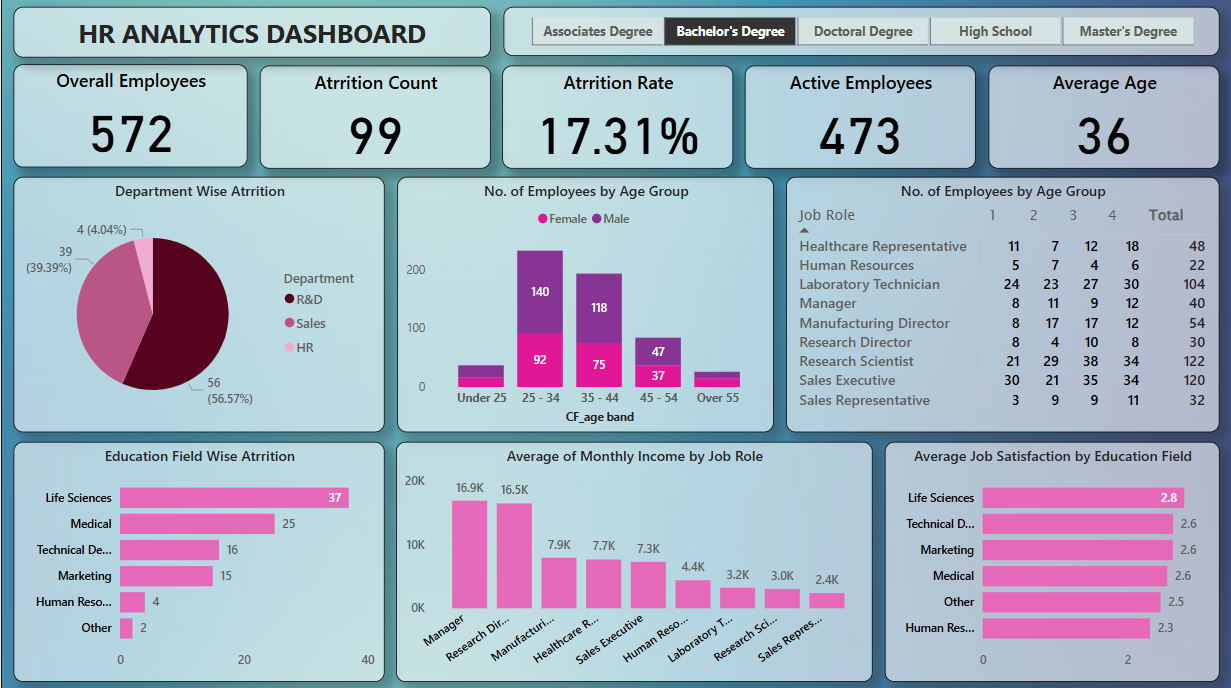 HR ANALYTICS DASHBOARD
Associates Degree Bachelor's Degree Doctoral Degree High School Master's Degree
Overall Employees
572
Atrrition Count
99
Atrrition Rate
17.31%
Active Employees
473
Average Age
36
Department Wise Atrrition
4 (4.04%)
39
(39.39%)
56
(56.57%)
Department
R&D
Sales
HR
No. of Employees by Age Group
Female Male
200
100
0
140
92
118
75
47
37
Under 25 25 - 34 35 - 44 45 - 54 Over 55
CF_age band
No. of Employees by Age Group
Job Role 1 2 3 4 Total
Healthcare Representative 11 7 12 18 48
Human Resources 5 7 4 6 22
Laboratory Technician 24 23 27 30 104
Manager 8 11 9 12 40
Manufacturing Director 8 17 17 12 54
Research Director 8 4 10 8 30
Research Scientist 21 29 38 34 122
Sales Executive 30 21 35 34 120
Sales Representative 3 9 9 11 32
Education Field Wise Atrrition
Life Sciences 37
Medical 25
Technical De... 16
Marketing 15
Human Reso... 4
Other 2
0 20 40
Average of Monthly Income by Job Role
20K
10K
0K
16.9K 16.5K 7.9K 7.7K 7.3K 4.4K 3.2K 3.0K 2.4K
Manager Research Dir... Manufacturi... Healthcare R... Sales Executive Human Reso... Laboratory T... Research Sci... Sales Repres...
Average Job Satisfaction by Education Field
Life Sciences 2.8
Technical D... 2.6
Marketing 2.6
Medical 2.6
Other 2.5
Human Res... 2.3
0 2